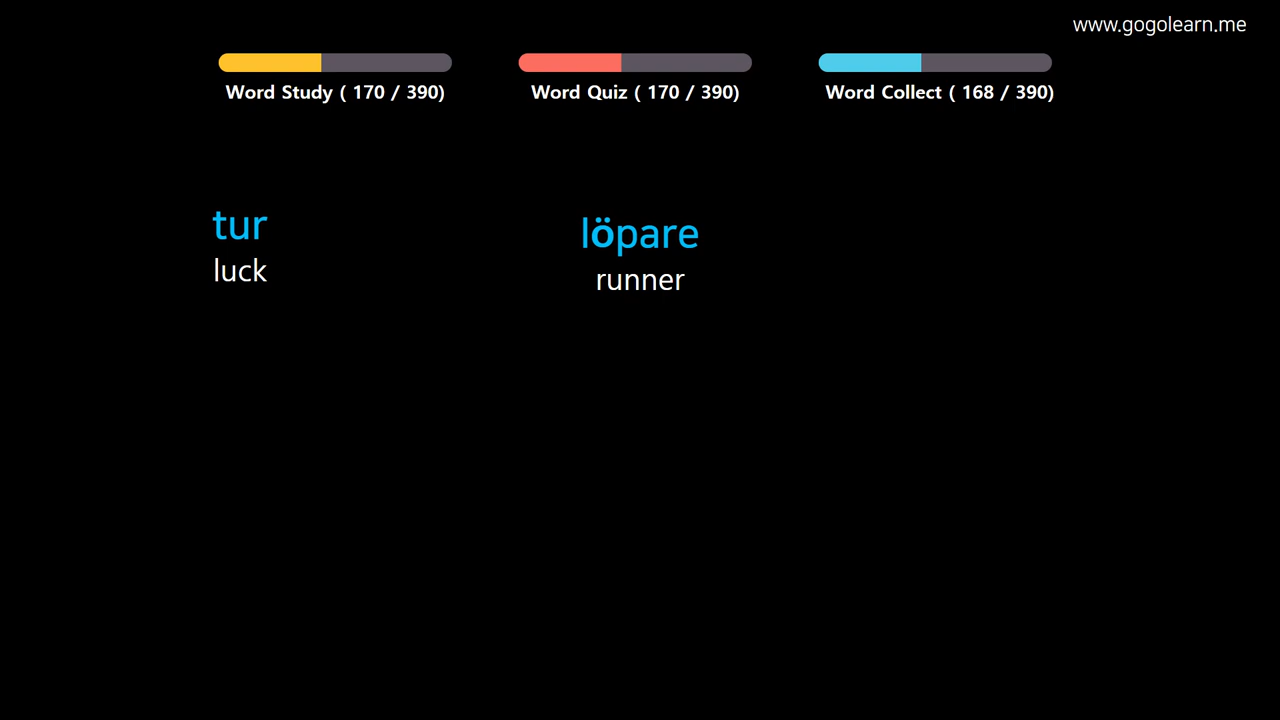 www.gogolearn.me
Word Study ( 170 / 390)
Word Quiz ( 170 / 390)
Word Collect ( 168 / 390)
tur
luck
löpare
runner